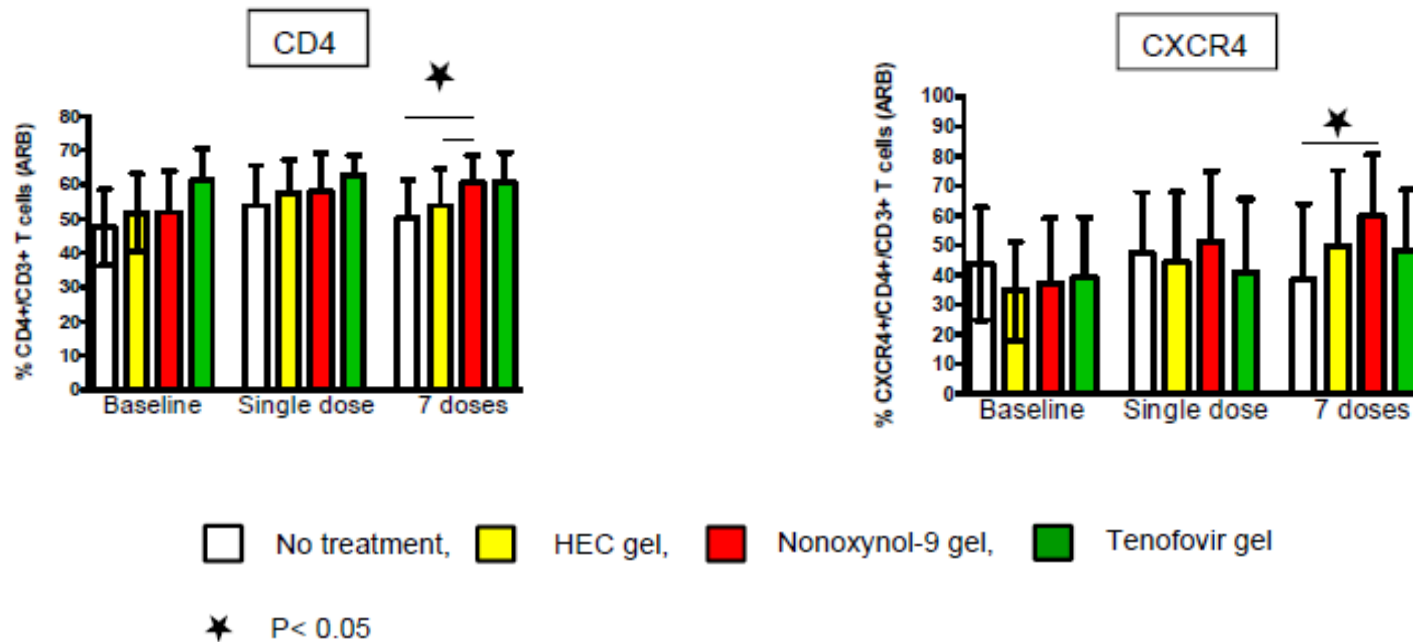 CD4
% CD4+/CD3+ T cells (ARB)
80
70
60
50
40
30
20
10
0
Baseline Single dose 7 doses
CXCR4
% CXCR4+/CD4+/CD3+ T cells (ARB)
100
90
80
70
60
50
40
30
20
10
0
Baseline Single dose 7 doses
No treatment, HEC gel, Nonoxynol-9 gel, Tenofovir gel
P< 0.05